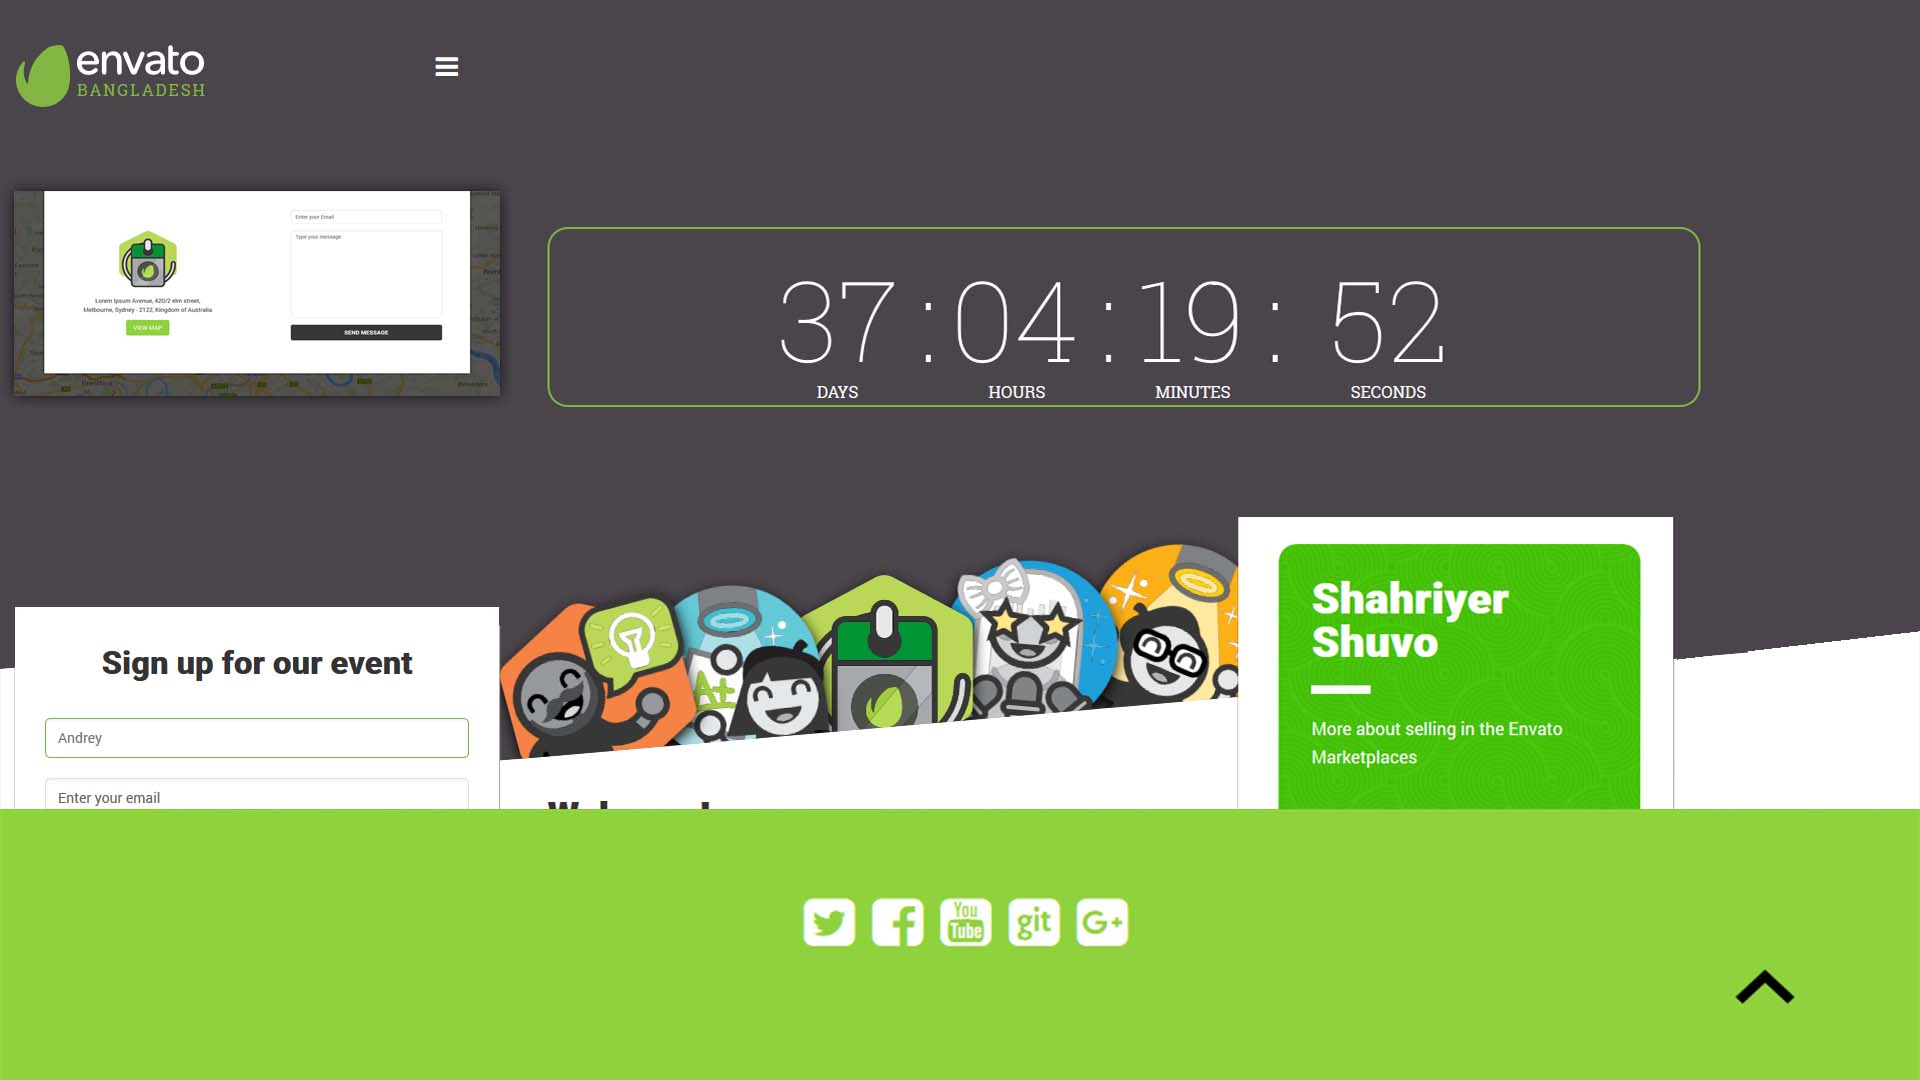 envato
BANGLADESH
Enter your Email
Type your message
Lorem Ipsum Avenue, 420/2 elm street,
Melbourne, Sydney - 2122, Kingdom of Australia
VIEW MAP
SEND MESSAGE
37 : 04 : 19 : 52
DAYS HOURS MINUTES SECONDS
A+
Shahriyer
Shuvo
More about selling in the Envato
Marketplaces
Sign up for our event
Andrey
Enter your email
You
Tube
git
G+